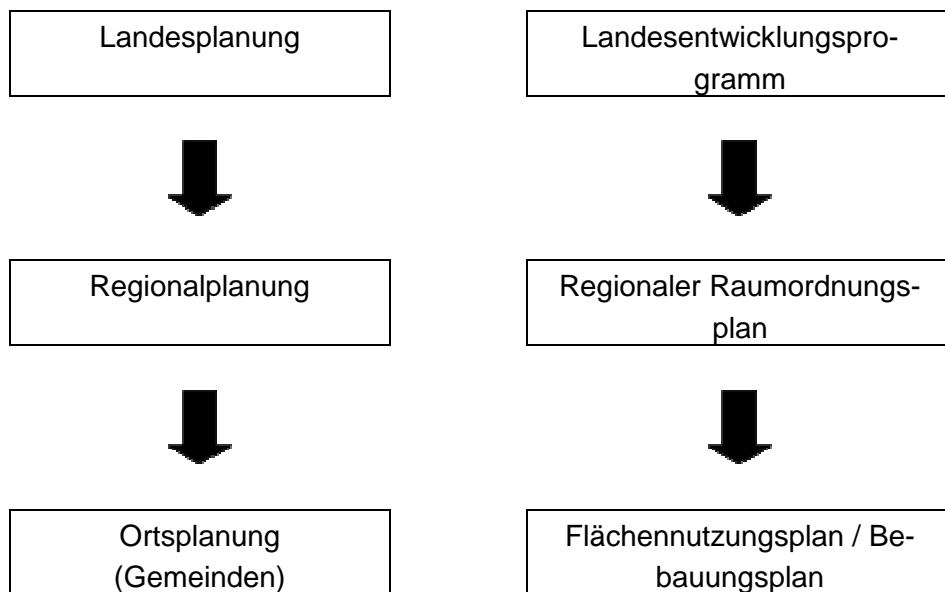 Landesplanung
Landesentwicklungspro-
gramm
Regionalplanung
Regionaler Raumordnungs-
plan
Ortsplanung
(Gemeinden)
Flächennutzungsplan / Be-
bauungsplan